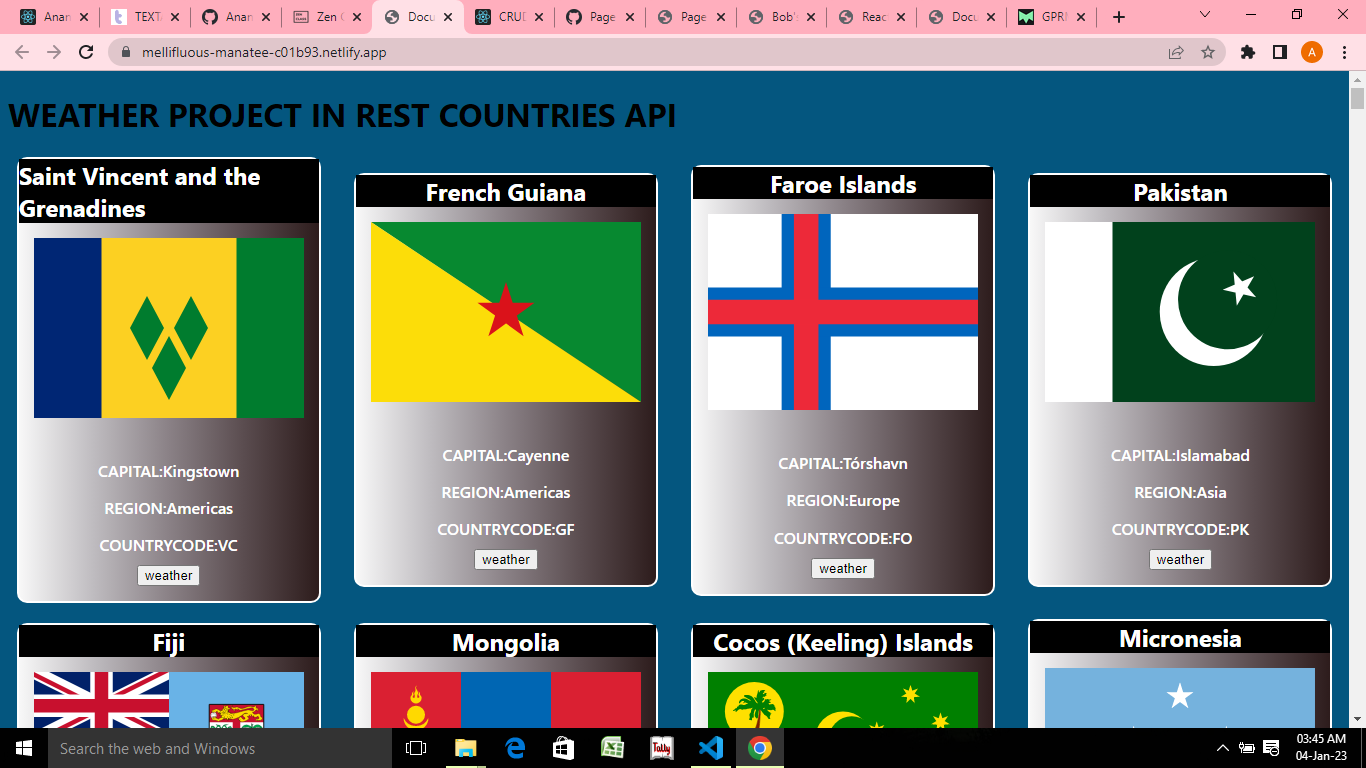 Anan
TEXT
Anan
Zen
Docu
CRUD
Page
Page
Bob'
Reac
Docu
GPRM
mellifluous-manatee-c01b93.netlify.app
A
WEATHER PROJECT IN REST COUNTRIES API
Saint Vincent and the
Grenadines
CAPITAL:Kingstown
REGION:Americas
COUNTRYCODE:VC
weather
French Guiana
CAPITAL:Cayenne
REGION:Americas
COUNTRYCODE:GF
weather
Faroe Islands
CAPITAL:Tórshavn
REGION:Europe
COUNTRYCODE:FO
weather
Pakistan
CAPITAL:Islamabad
REGION:Asia
COUNTRYCODE:PK
weather
Fiji
Mongolia
Cocos (Keeling) Islands
Micronesia
Search the web and Windows
Tally
03:45 AM
04-Jan-23